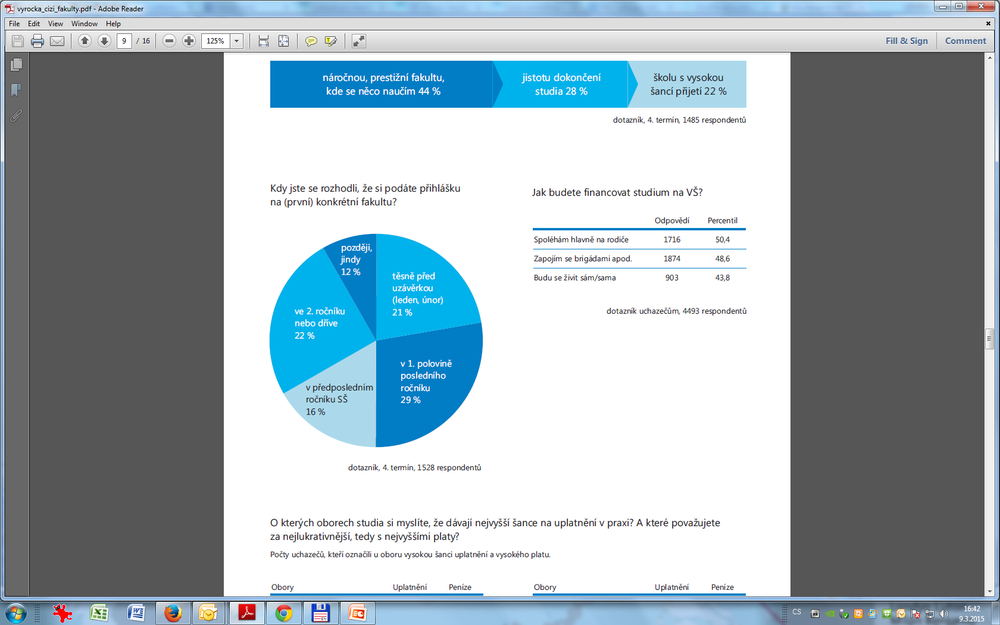 vyrocka_cizi_fakulty.pdf - Adobe Reader
File Edit View Window Help
9 / 16 125% Fill & Sign Comment
náročnou, prestižní fakultu,
kde se něco naučím 44 %
jistotu dokončení
studia 28 %
školu s vysokou
šancí přijetí 22 %
dotazník, 4. termín, 1485 respondentů
Kdy jste se rozhodli, že si podáte přihlášku
na (první) konkrétní fakultu?
později,
jindy
12 %
těsně před
uzávěrkou
(leden, únor)
21 %
ve 2. ročníku
nebo dříve
22 %
v 1. polovině
posledního
ročníku
29 %
v předposledním
ročníku SŠ
16 %
dotazník, 4. termín, 1528 respondentů
Jak budete financovat studium na VŠ?
Odpovědí Percentil
Spoléhám hlavně na rodiče 1716 50,4
Zapojím se brigádami apod. 1874 48,6
Budu se živit sám/sama 903 43,8
dotazník uchazečům, 4493 respondentů
O kterých oborech studia si myslíte, že dávají nejvyšší šance na uplatnění v praxi? A které považujete
za nejlukrativnější, tedy s nejvyššími platy?
Počty uchazečů, kteří označili u oboru vysokou šanci uplatnění a vysokého platu.
Obory Uplatnění Peníze Obory Uplatnění Peníze
CS
16:42
9.3.2015